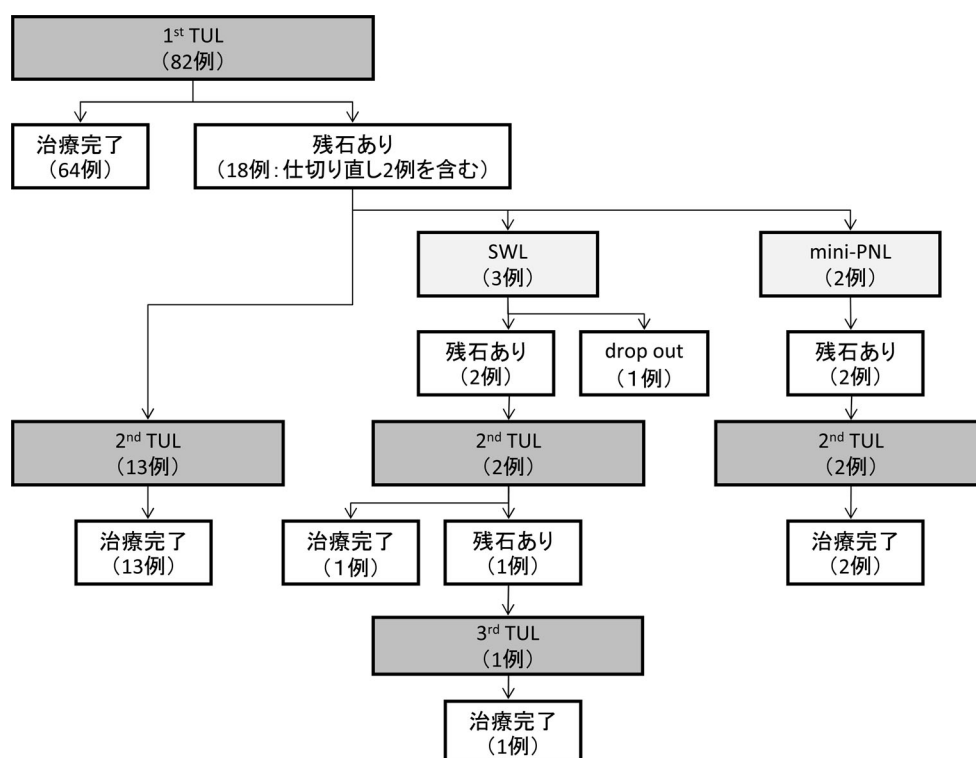 1st TUL
（82例）
治療完了
（64例）
残石あり
（18例：仕切り直し2例を含む）
SWL
（3例）
mini-PNL
（2例）
残石あり
（2例）
drop out
（１例）
残石あり
（2例）
2nd TUL
（13例）
2nd TUL
（2例）
2nd TUL
（2例）
治療完了
（13例）
治療完了
（１例）
残石あり
（1例）
治療完了
（2例）
3rd TUL
（1例）
治療完了
（1例）